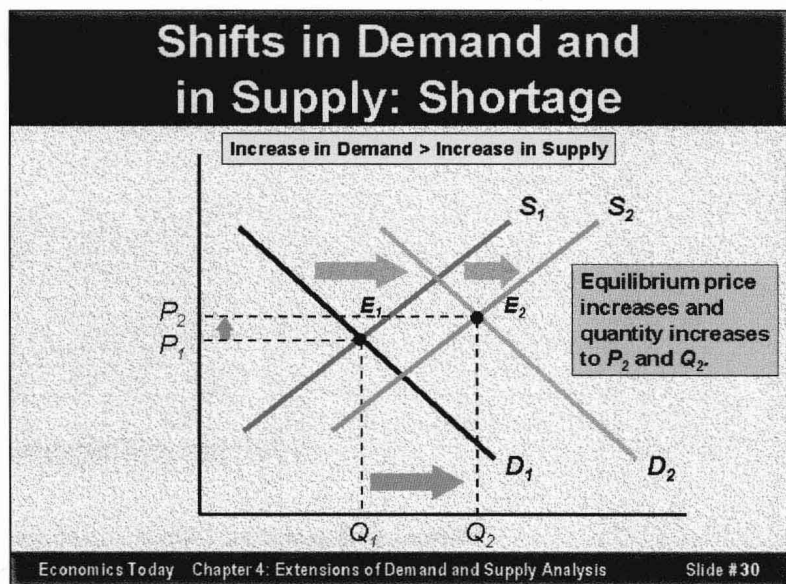 Shifts in Demand and
in Supply: Shortage
Increase in Demand > Increase in Supply
S1
S2
E1
E2
P2
P1
Equilibrium price
increases and
quantity increases
to P2 and Q2.
D1
D2
Q1
Q2
Economics Today Chapter 4: Extensions of Demand and Supply Analysis Slide #30